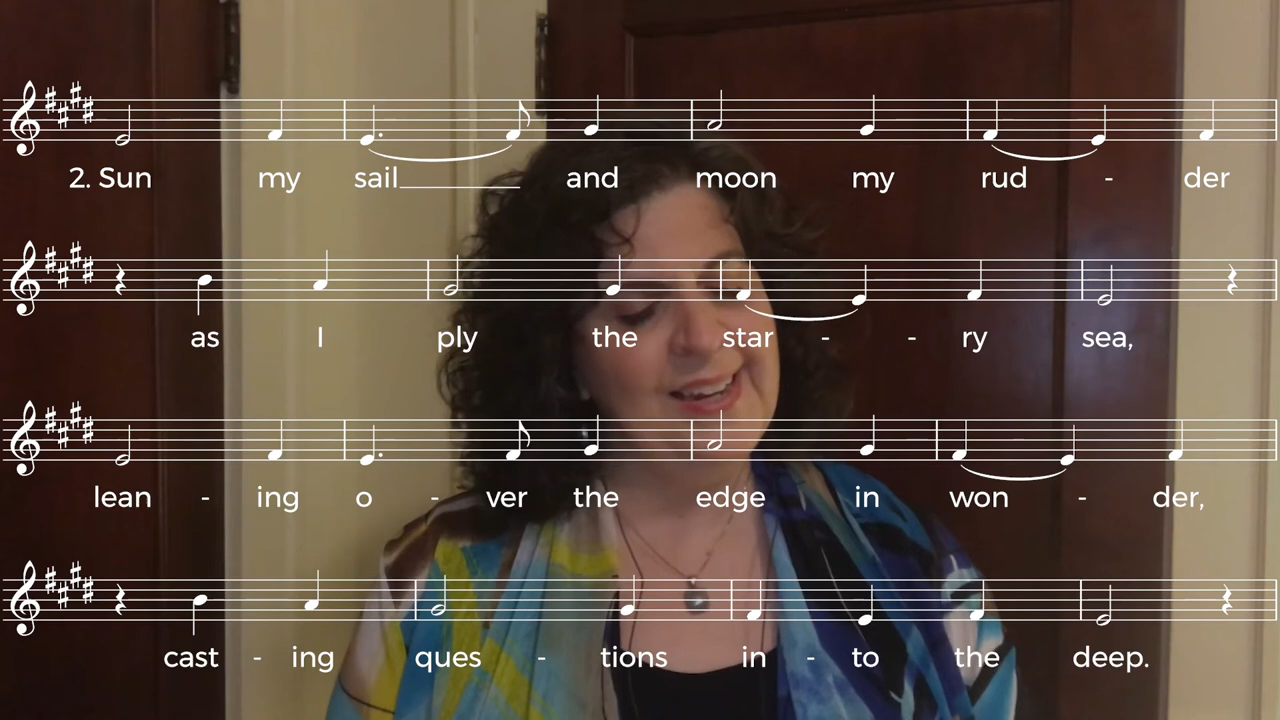 2. Sun my sail and moon my rud - der
as I ply the star - - ry sea,
lean - ing o - ver the edge in won - der,
cast - ing ques - tions in - to the deep.